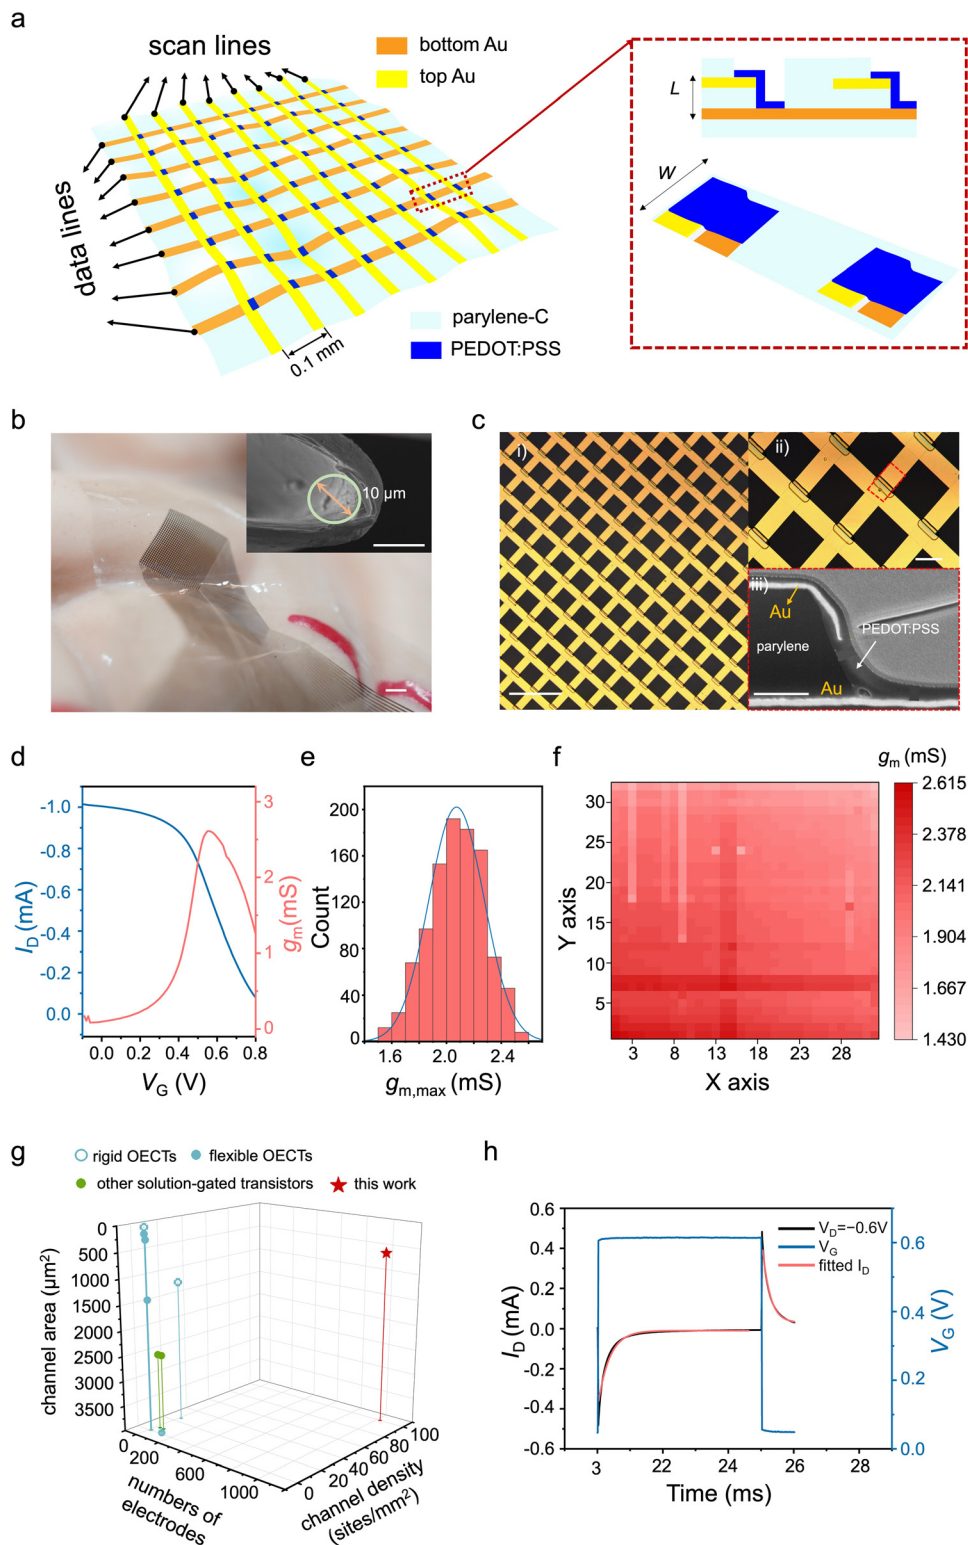 a
scan lines
bottom Au
top Au
data lines
0.1 mm
parylene-C
PEDOT:PSS
L
W
b
10 μm
c
i)
ii)
iii)
Au
PEDOT:PSS
parylene
Au
d
-1.0
-0.8
-0.6
-0.4
-0.2
0.0
I_D (mA)
3
2
1
0
g_m(mS)
0.0 0.2 0.4 0.6 0.8
V_G (V)
e
200
160
120
80
40
0
Count
1.6 2.0 2.4
g_m,max (mS)
f
g_m (mS)
30
25
20
15
10
5
Y axis
3 8 13 18 23 28
X axis
2.615
2.378
2.141
1.904
1.667
1.430
g
rigid OECTs flexible OECTs
other solution-gated transistors this work
0
500
1000
1500
2000
2500
3000
3500
channel area (μm²)
0 200 600 1000
numbers of
electrodes
0 20 40 60 80 100
channel density
(sites/mm²)
h
0.6
0.4
0.2
0.0
-0.2
-0.4
-0.6
I_D (mA)
V_D=−0.6V
V_G
fitted I_D
0.6
0.4
0.2
0.0
V_G (V)
3 22 24 26 28
Time (ms)